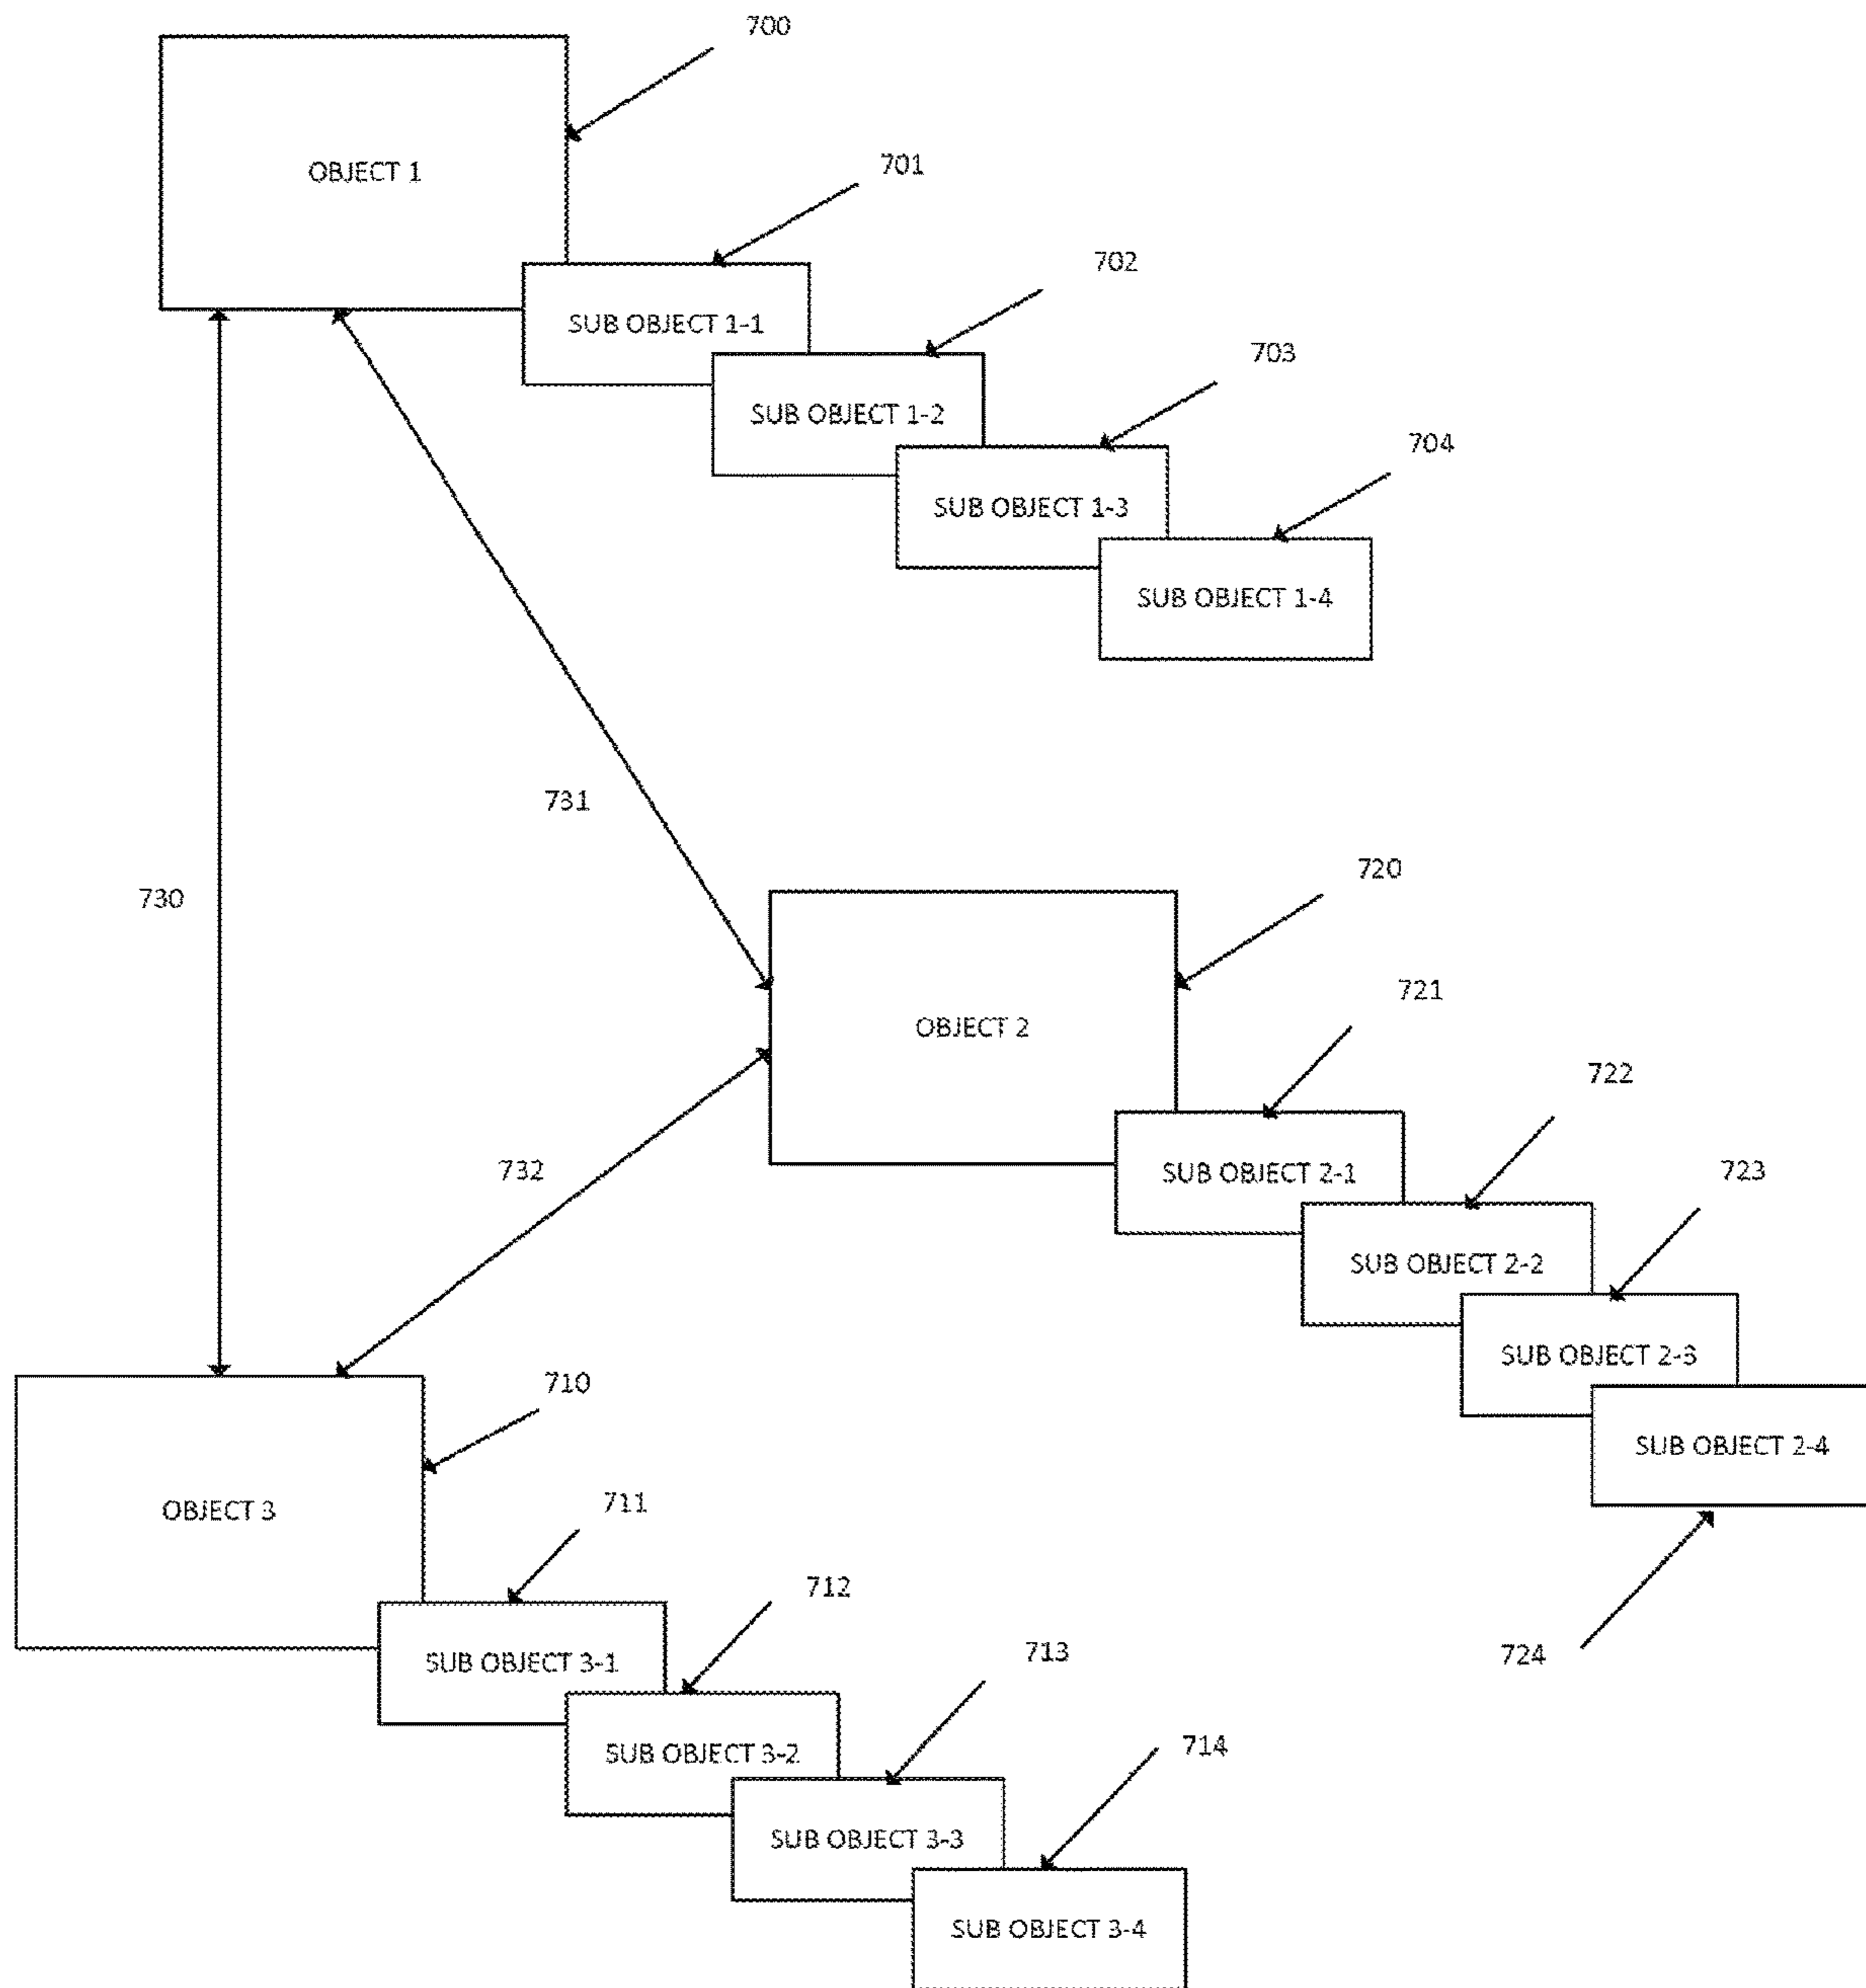 700
OBJECT 1
701
702
SUB OBJECT 1-1
703
SUB OBJECT 1-2
704
SUB OBJECT 1-3
SUB OBJECT 1-4
731
720
730
721
OBJECT 2
722
732
723
SUB OBJECT 2-1
SUB OBJECT 2-2
SUB OBJECT 2-3
710
SUB OBJECT 2-4
711
OBJECT 3
712
713
724
SUB OBJECT 3-1
714
SUB OBJECT 3-2
SUB OBJECT 3-3
SUB OBJECT 3-4